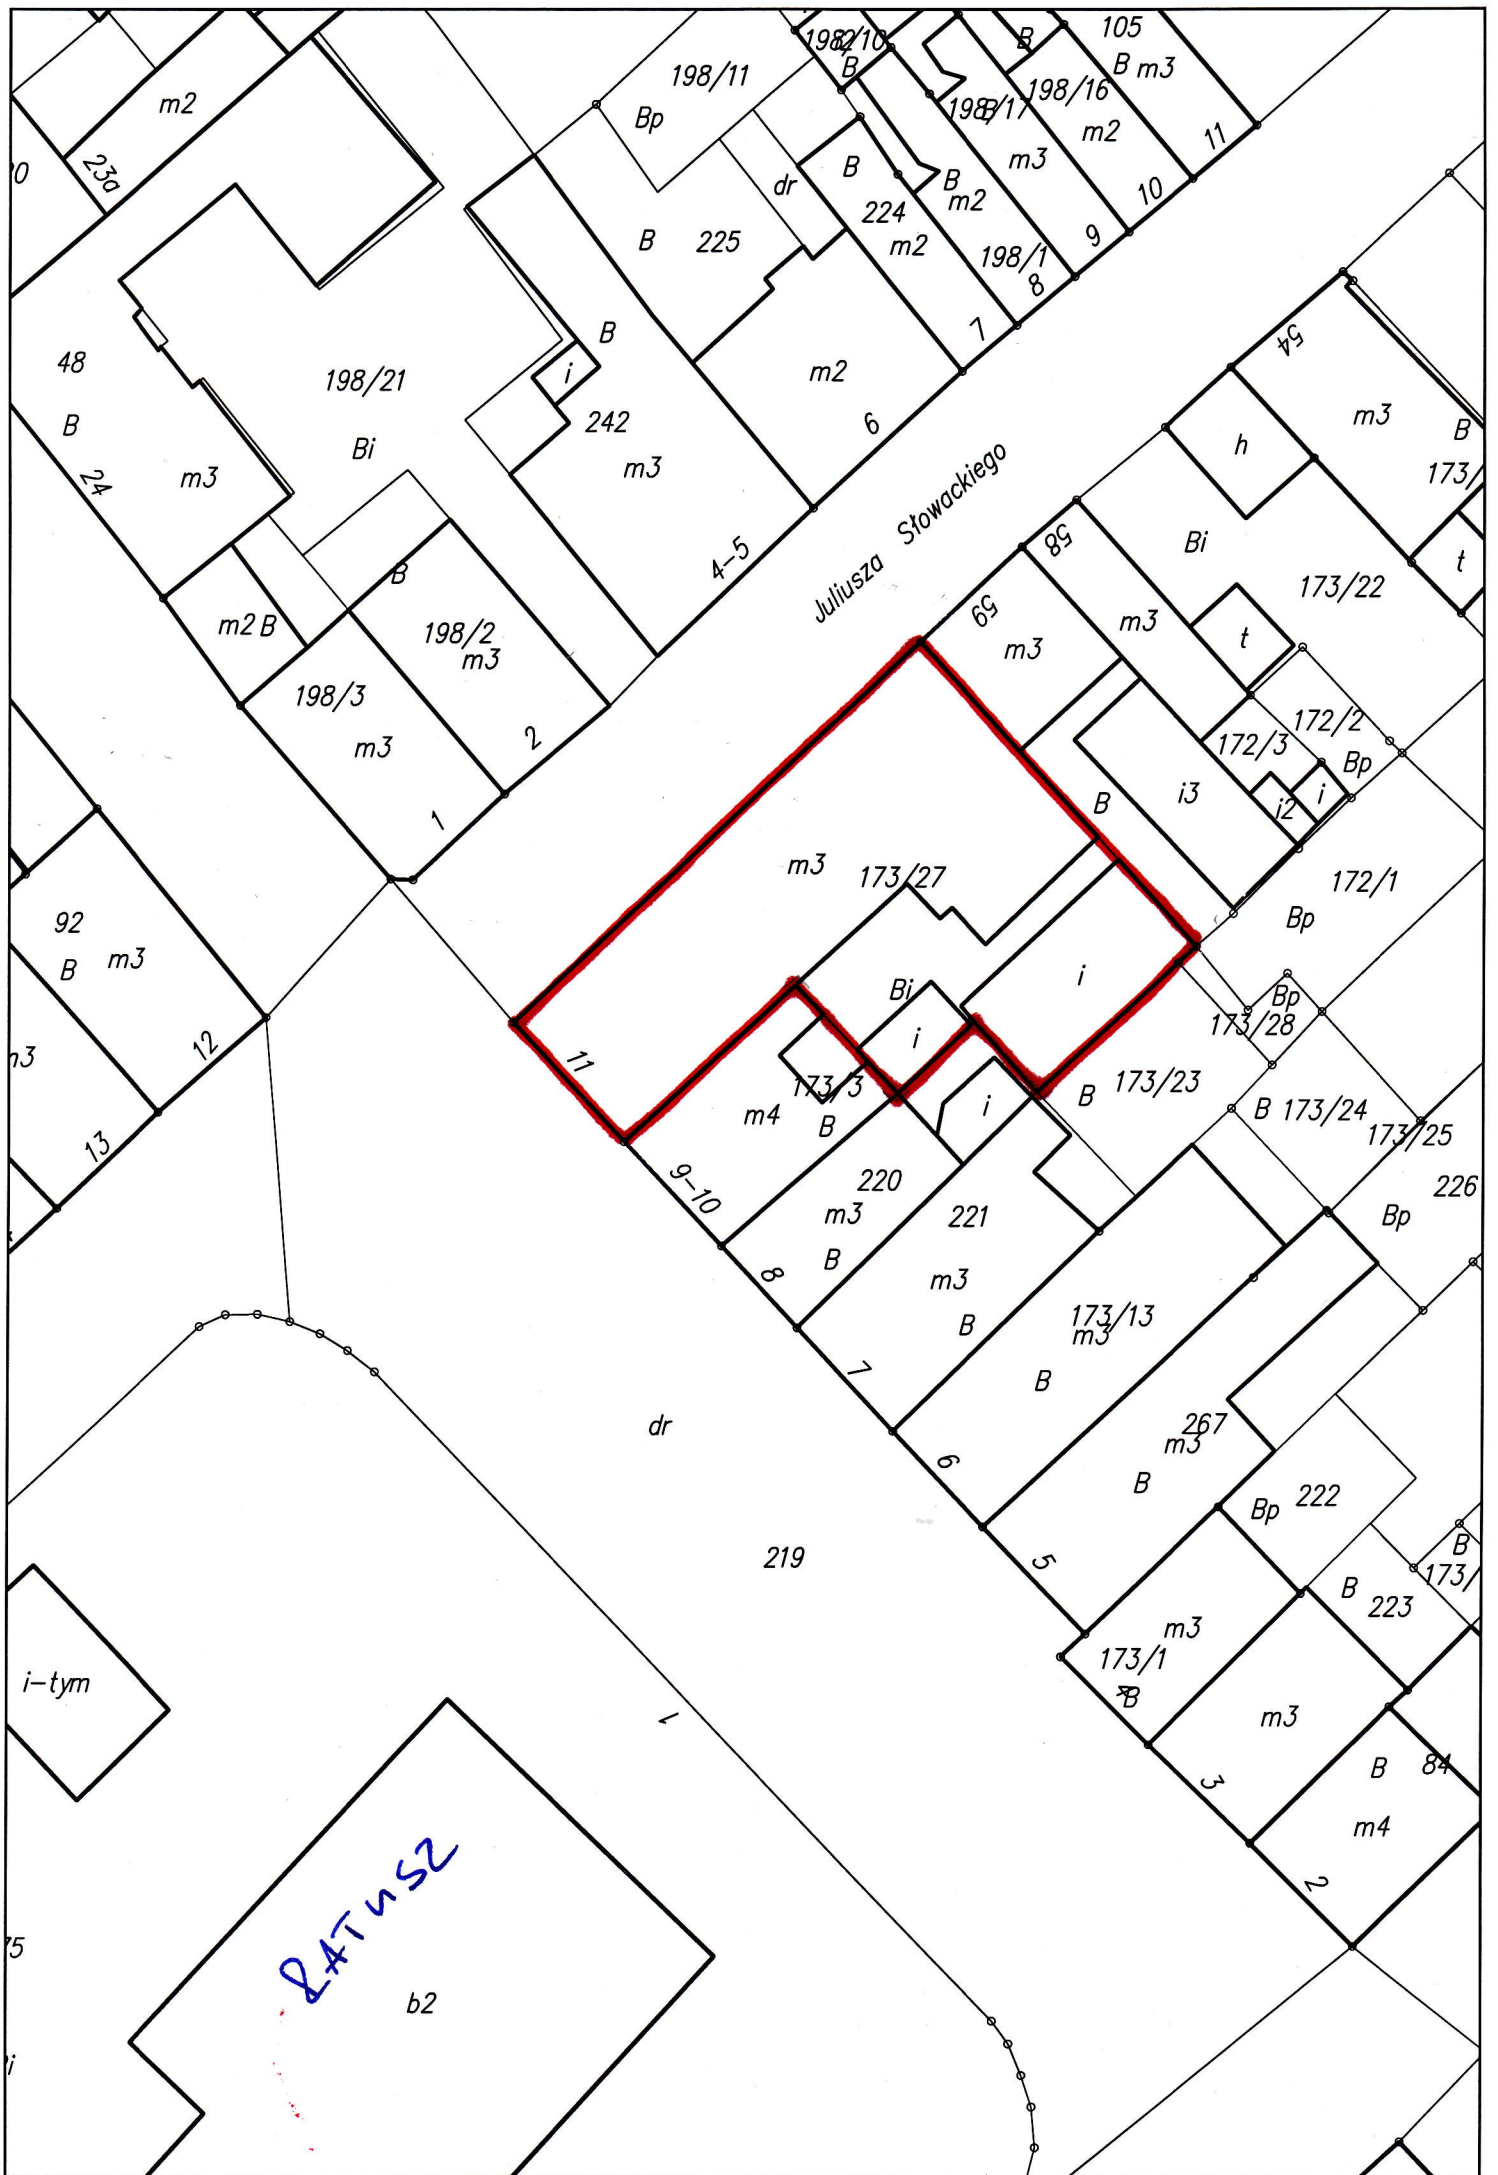 198/10
105
B
B
B m3
m2
198/11
Bp
198/16
198/17
m2
11
23a
m3
B
dr
B
m2
10
224
m2
B
225
9
198/1
8
7
54
B
48
198/21
i
m2
m3
B
242
6
h
B
Bi
m3
173/
24
m3
Juliusza Słowackiego
58
Bi
4-5
t
B
173/22
59
m2 B
198/2
m3
m3
m3
t
198/3
172/2
2
172/3
m3
Bp
i3
i
B
i2
1
m3
173/27
172/1
92
Bp
m3
B
i
Bi
Bp
173/28
i
12
11
173/3
173/23
B
i
m4
B
B 173/24
173/25
13
9-10
220
226
m3
221
Bp
B
8
m3
173/13
m3
B
7
B
dr
267
m3
6
B
222
Bp
219
B
5
B
173/
223
m3
173/1
i-tym
4
B
1
m3
3
84
B
m4
2
RATUSZ
b2